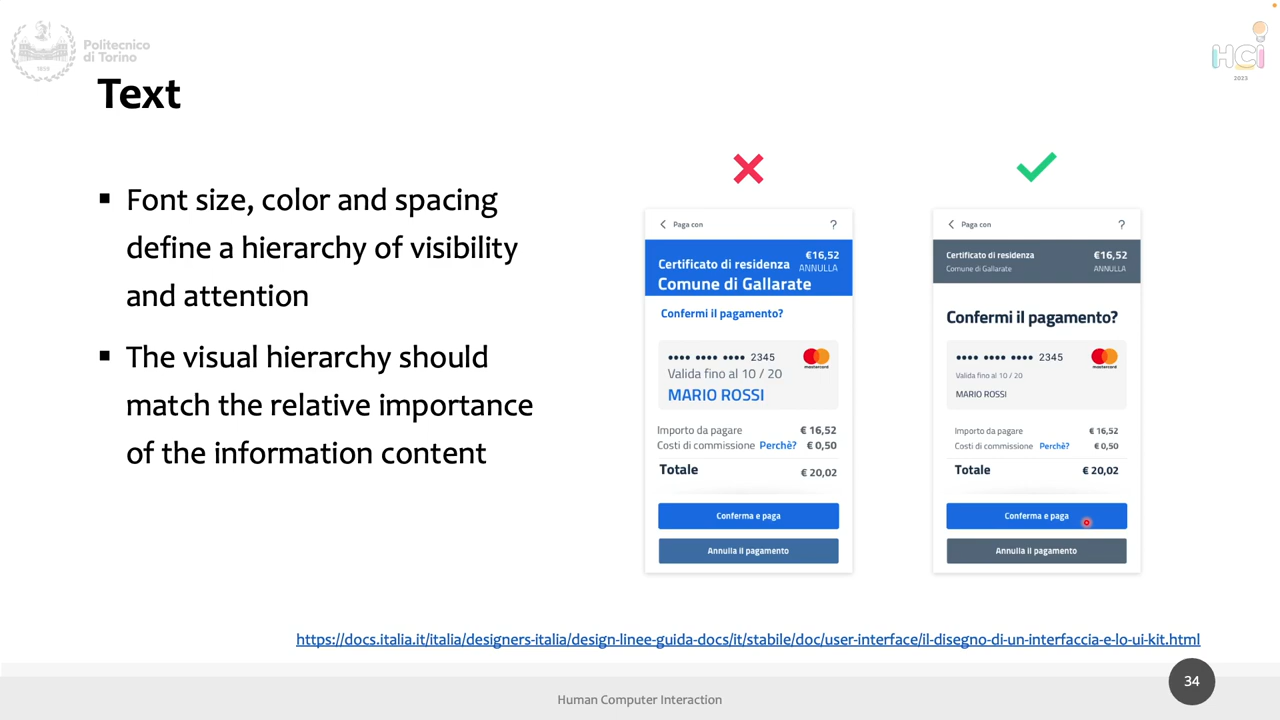 Politecnico
di Torino
1859
HCI
2023
Text
▪ Font size, color and spacing
define a hierarchy of visibility
and attention
▪ The visual hierarchy should
match the relative importance
of the information content
Paga con ?
Certificato di residenza €16,52
ANNULLA
Comune di Gallarate
Confermi il pagamento?
•••• •••• •••• 2345
mastercard
Valida fino al 10 / 20
MARIO ROSSI
Importo da pagare € 16,52
Costi di commissione Perchè? € 0,50
Totale € 20,02
Conferma e paga
Annulla il pagamento
Paga con ?
Certificato di residenza €16,52
Comune di Gallarate ANNULLA
Confermi il pagamento?
•••• •••• •••• 2345
mastercard
Valida fino al 10 / 20
MARIO ROSSI
Importo da pagare € 16,52
Costi di commissione Perchè? € 0,50
Totale € 20,02
Conferma e paga
Annulla il pagamento
https://docs.italia.it/italia/designers-italia/design-linee-guida-docs/it/stabile/doc/user-interface/il-disegno-di-un-interfaccia-e-lo-ui-kit.html
34
Human Computer Interaction